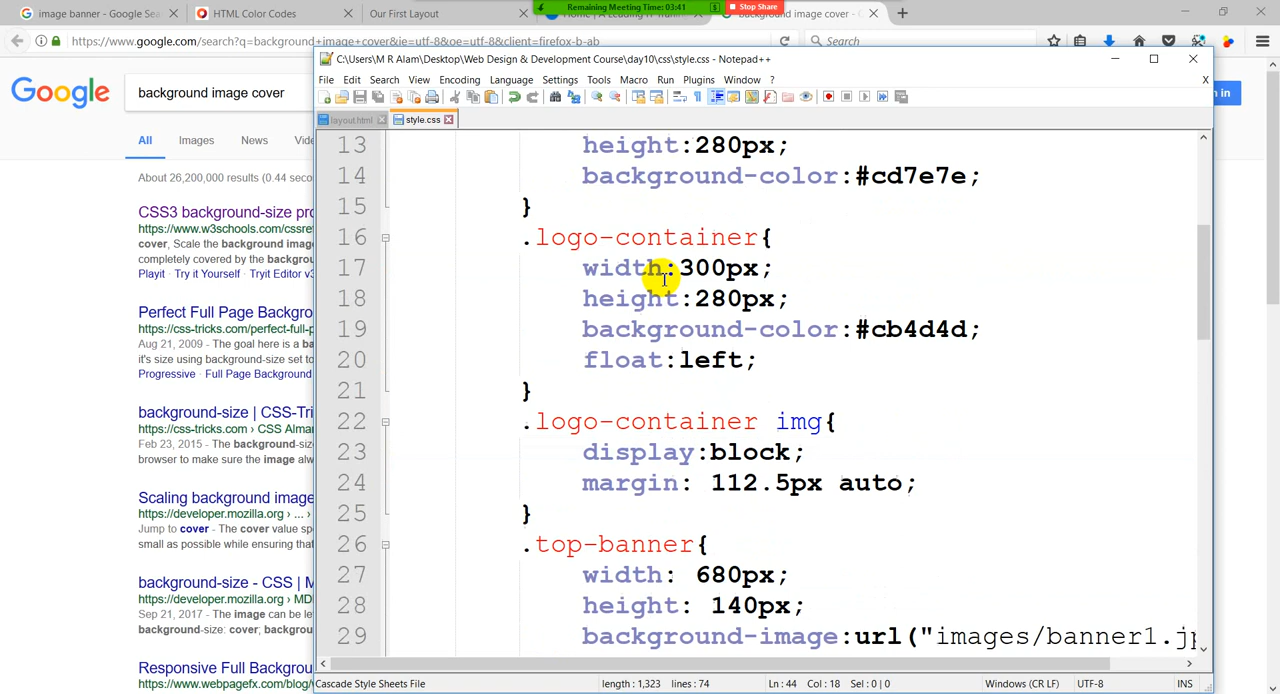 image banner - Google Sea
HTML Color Codes
Our First Layout
Remaining Meeting Time: 03:41
Stop Share
background image cover -
https://www.google.com/search?q=background+image+cover&ie=utf-8&oe=utf-8&client=firefox-b-ab
Search
Google
background image cover
All
Images
News
Vide
About 26,200,000 results (0.44 sec
CSS3 background-size pro
https://www.w3schools.com/cssre
cover, Scale the background imag
completely covered by the backgro
Playit · Try it Yourself · Tryit Editor v3
Perfect Full Page Backgro
https://css-tricks.com/perfect-full-
Aug 21, 2009 - The goal here is a b
it's size using background-size set to
Progressive · Full Page Background
background-size | CSS-Tri
https://css-tricks.com › CSS Alman
Feb 23, 2015 - The background-siz
browser to make sure the image alw
Scaling background image
https://developer.mozilla.org › ... ›
Jump to cover - The cover value sp
small as possible while ensuring that
background-size - CSS | M
https://developer.mozilla.org › MD
Sep 21, 2017 - The image can be le
background-size: cover; backgrou
Responsive Full Backgrou
https://www.webpagefx.com/blog/
in
C:\Users\M R Alam\Desktop\Web Design & Development Course\day10\css\style.css - Notepad++
File Edit Search View Encoding Language Settings Tools Macro Run Plugins Window ?
X
layout.html
style.css
13 height:280px;
14 background-color:#cd7e7e;
15 }
16 .logo-container{
17 width:300px;
18 height:280px;
19 background-color:#cb4d4d;
20 float:left;
21 }
22 .logo-container img{
23 display:block;
24 margin: 112.5px auto;
25 }
26 .top-banner{
27 width: 680px;
28 height: 140px;
29 background-image:url("images/banner1.jp
Cascade Style Sheets File
length : 1,323 lines : 74
Ln : 44 Col : 18 Sel : 0 | 0
Windows (CR LF)
UTF-8
INS